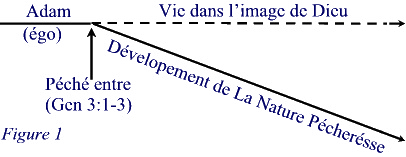 Adam
(égo)
Vie dans l'image de Dieu
Dévelopement de La Nature Pécherésse
Péché entre
(Gen 3:1-3)
Figure 1